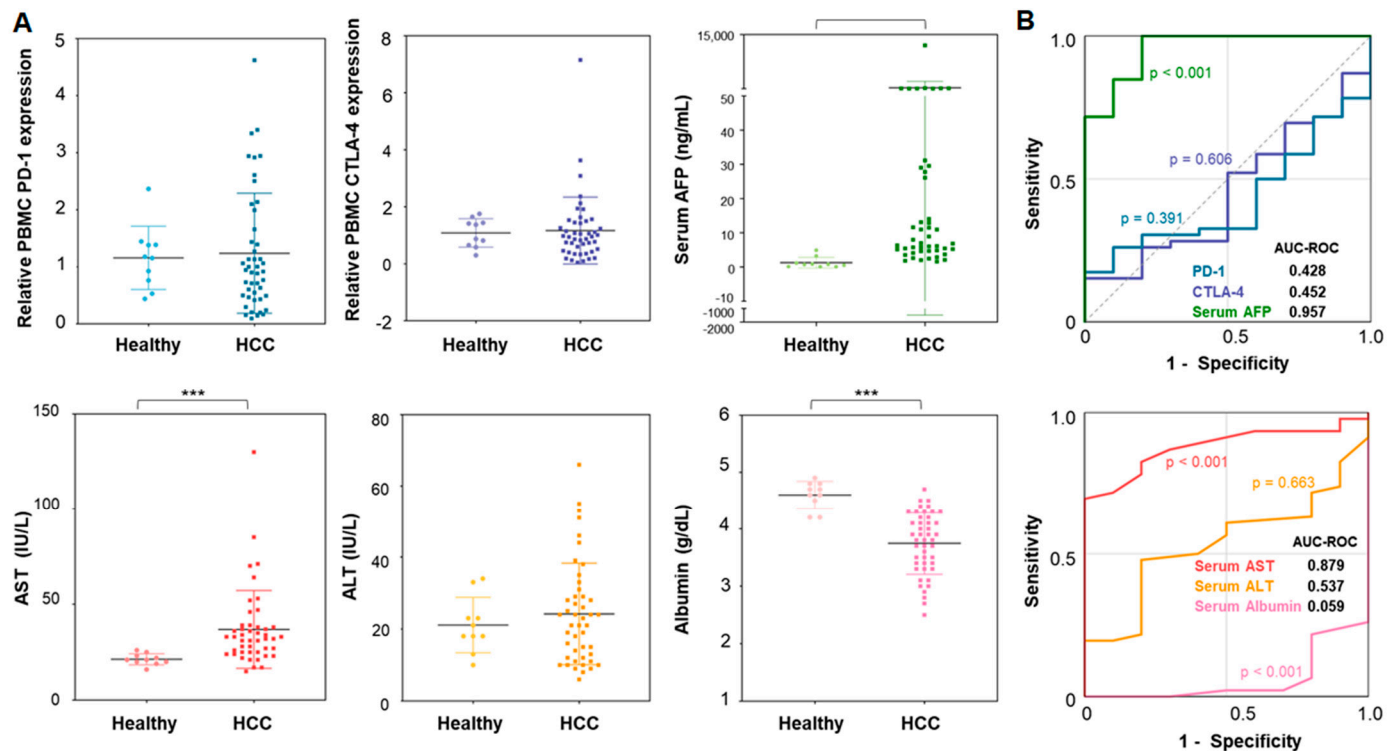 A
Relative PBMC PD-1 expression
5
4
3
2
1
0
Healthy
HCC
Relative PBMC CTLA-4 expression
8
6
4
2
0
-2
Healthy
HCC
Serum AFP (ng/mL)
15,000
50
40
30
20
10
0
-10
-1000
-2000
Healthy
HCC
B
Sensitivity
1.0
0.5
0
p < 0.001
p = 0.606
p = 0.391
AUC-ROC
PD-1 0.428
CTLA-4 0.452
Serum AFP 0.957
0 0.5 1.0
1 - Specificity
AST (IU/L)
150
100
50
0
***
Healthy
HCC
ALT (IU/L)
80
60
40
20
0
Healthy
HCC
Albumin (g/dL)
6
5
4
3
2
1
***
Healthy
HCC
Sensitivity
1.0
0.5
0
p < 0.001
p = 0.663
AUC-ROC
Serum AST 0.879
Serum ALT 0.537
Serum Albumin 0.059
p < 0.001
0 0.5 1.0
1 - Specificity